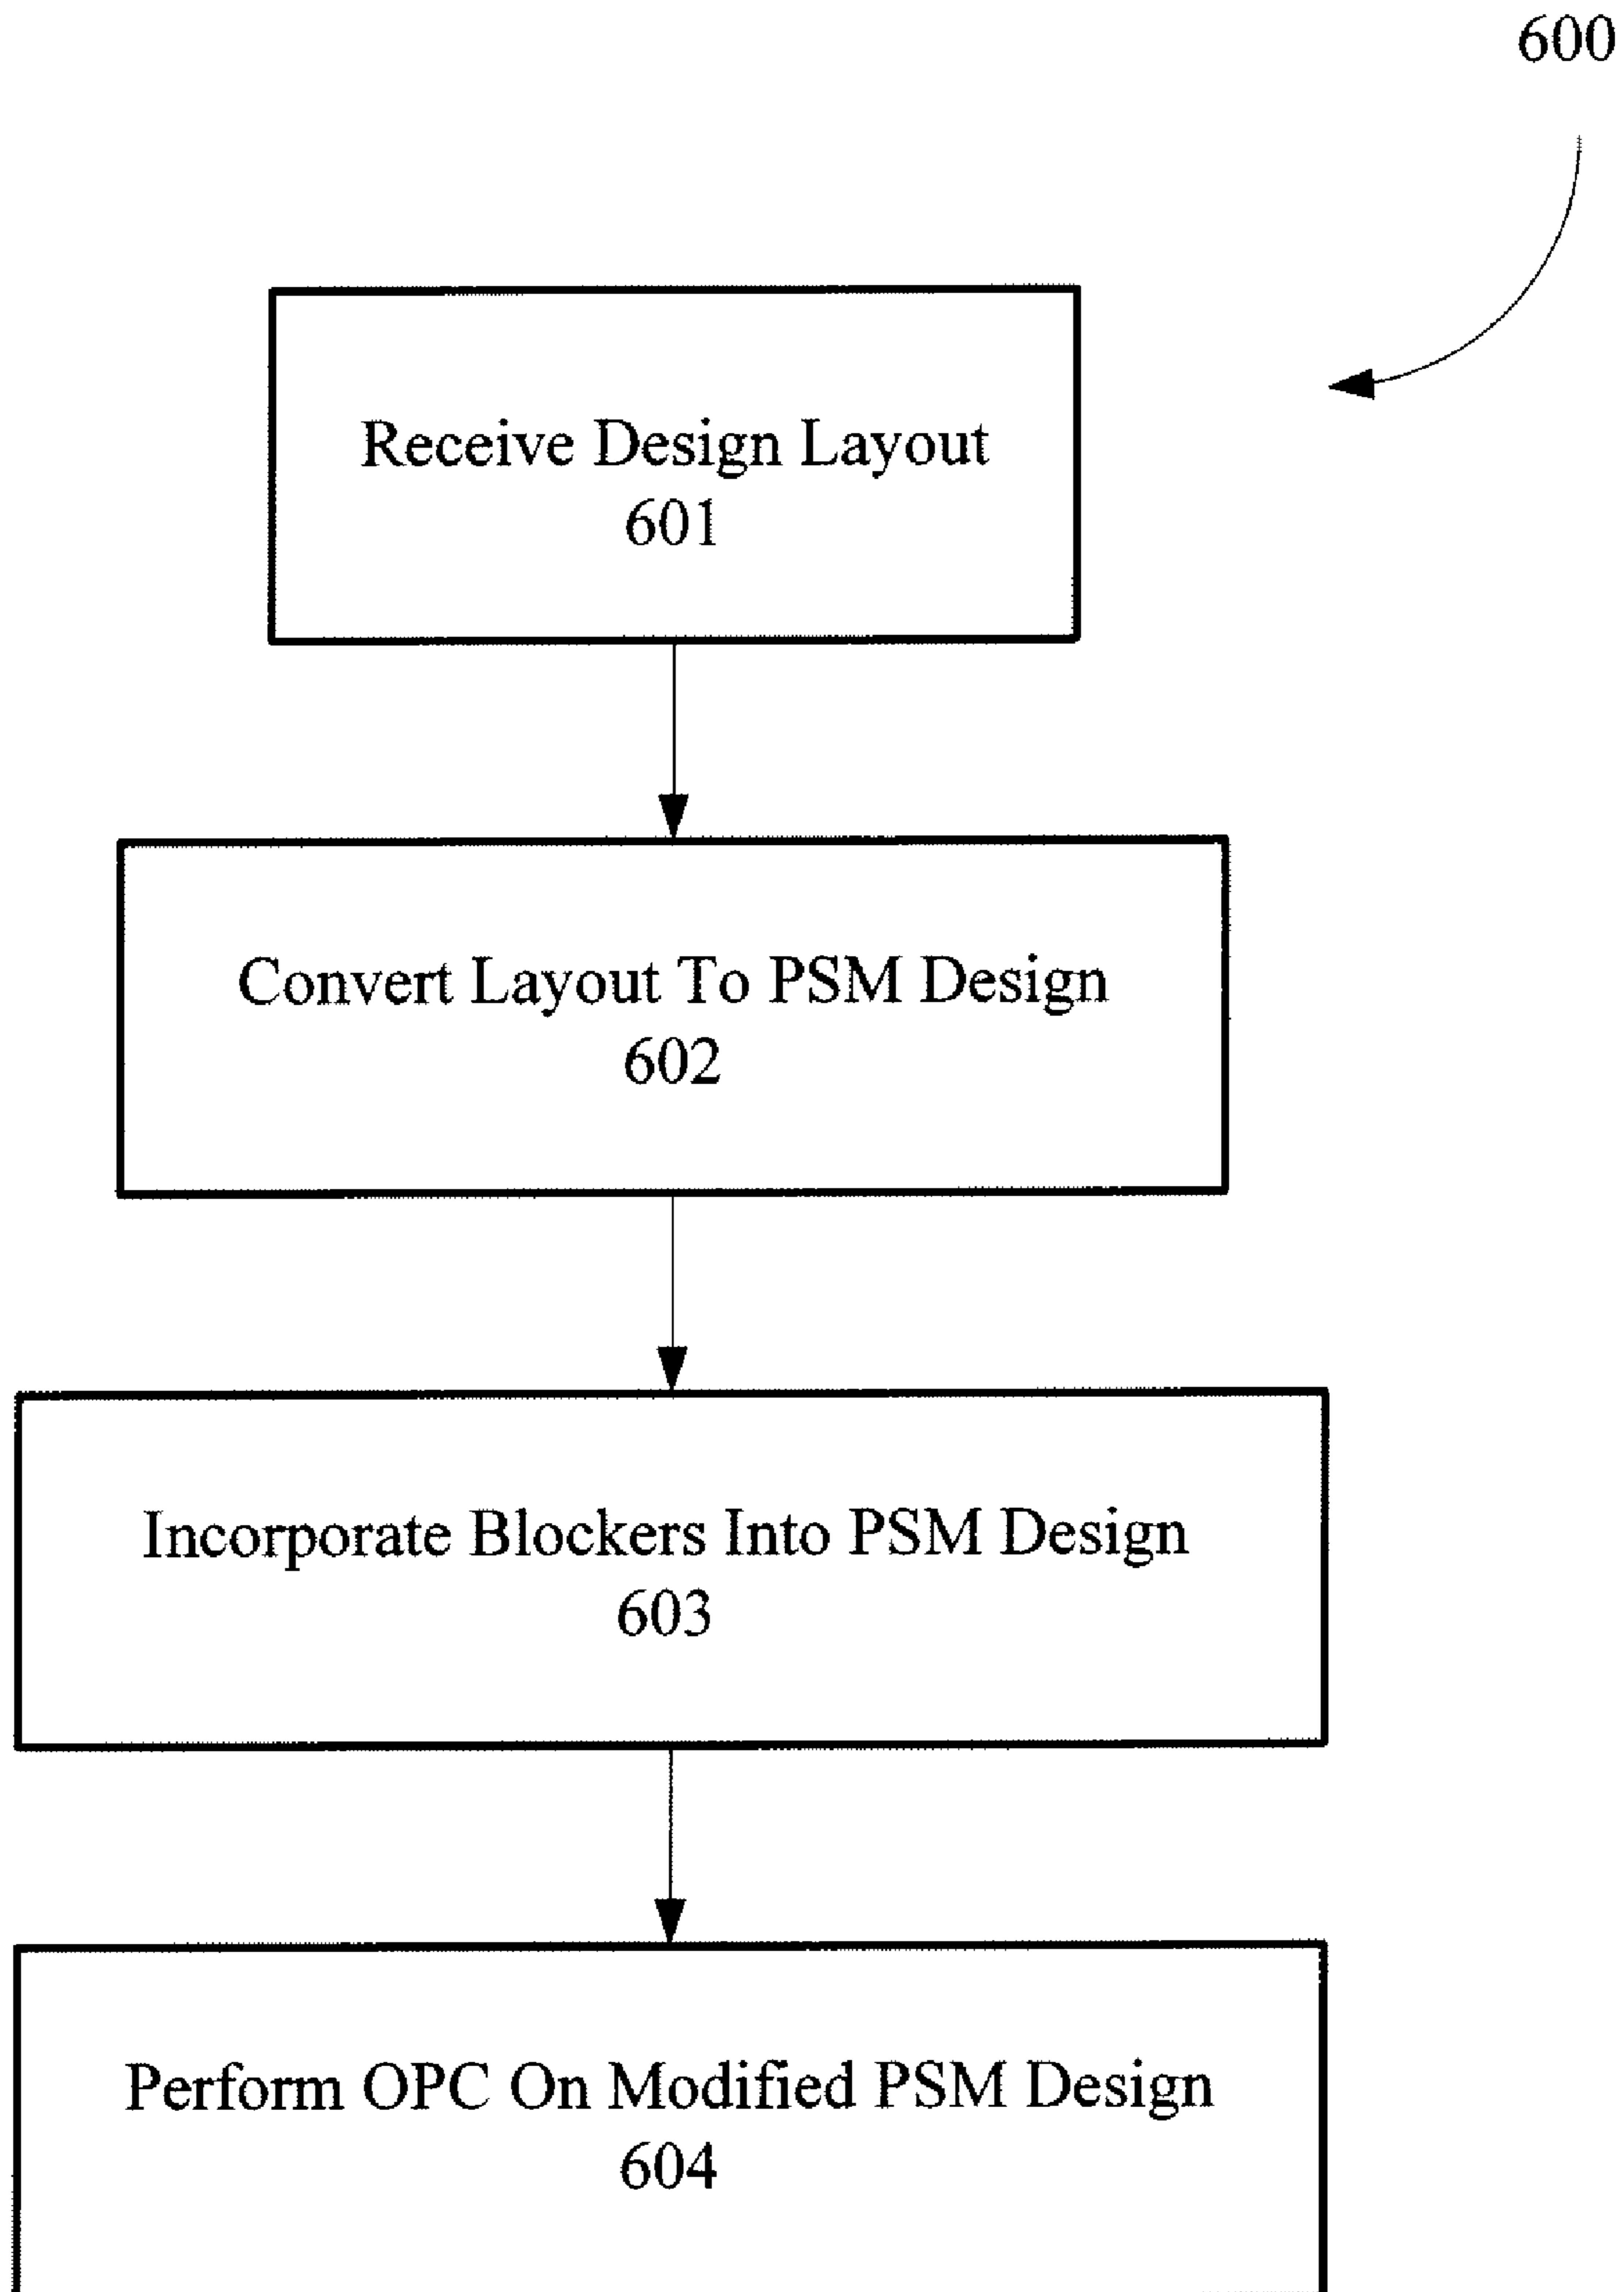 600
Receive Design Layout
601
Convert Layout To PSM Design
602
Incorporate Blockers Into PSM Design
603
Perform OPC On Modified PSM Design
604